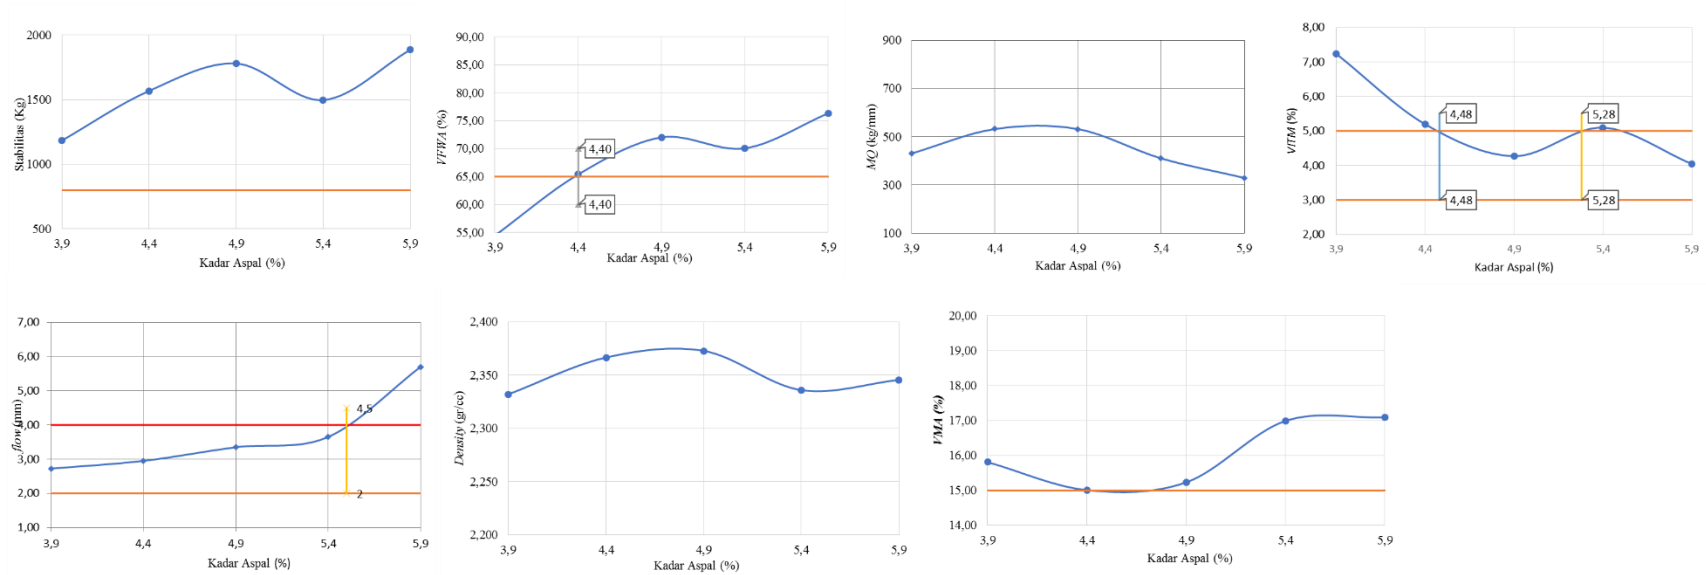 2000
1500
1000
500
Stabilitas (Kg)
3,9 4,4 4,9 5,4 5,9
Kadar Aspal (%)
90,00
85,00
80,00
75,00
70,00
65,00
60,00
55,00
VFWA (%)
4,40
4,40
3,9 4,4 4,9 5,4 5,9
Kadar Aspal (%)
900
700
500
300
100
MQ (kg/mm)
3,9 4,4 4,9 5,4 5,9
Kadar Aspal (%)
8,00
7,00
6,00
5,00
4,00
3,00
2,00
VITM (%)
4,48 5,28
4,48 5,28
3,9 4,4 4,9 5,4 5,9
Kadar Aspal (%)
7,00
6,00
5,00
4,00
3,00
2,00
1,00
flow (mm)
4,5
2
3,9 4,4 4,9 5,4 5,9
Kadar Aspal (%)
2,400
2,350
2,300
2,250
2,200
Density (gr/cc)
3,9 4,4 4,9 5,4 5,9
Kadar Aspal (%)
20,00
19,00
18,00
17,00
16,00
15,00
14,00
VMA (%)
3,9 4,4 4,9 5,4 5,9
Kadar Aspal (%)